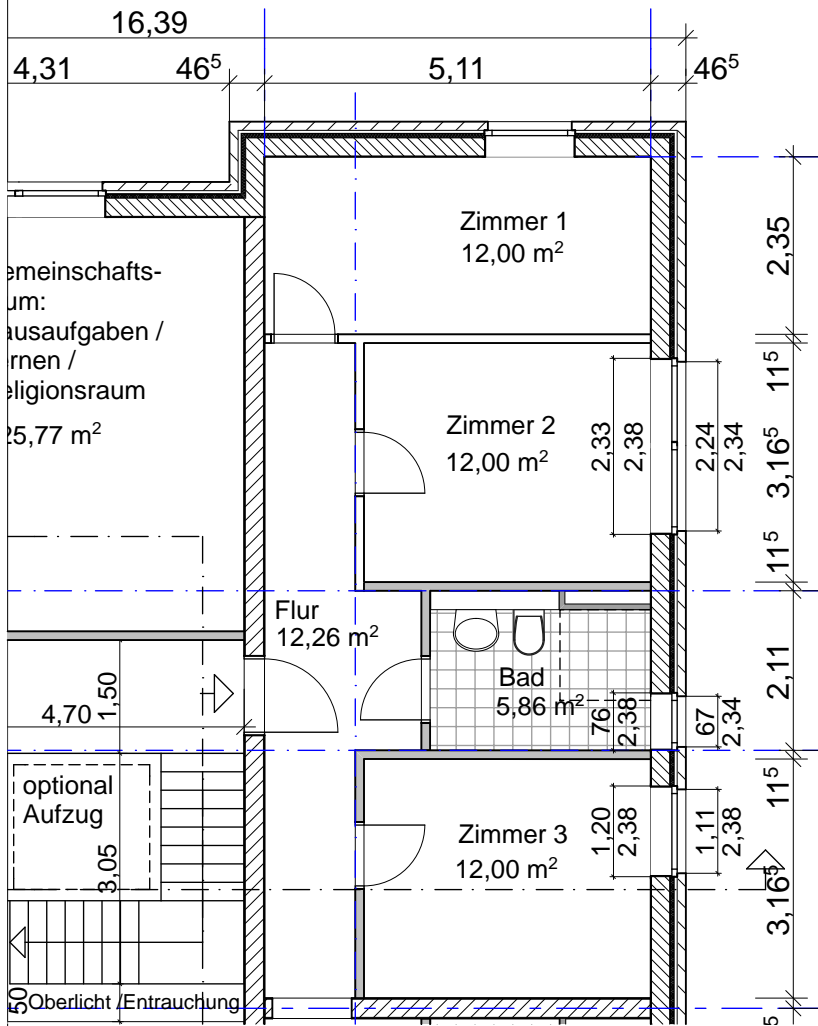 16,39
4,31
46⁵
5,11
46⁵
Zimmer 1
12,00 m²
2,35
emeinschafts-
um:
ausaufgaben /
ernen /
eligionsraum
25,77 m²
Zimmer 2
12,00 m²
2,33
2,38
2,24
2,34
11⁵
3,16⁵
11⁵
Flur
12,26 m²
Bad
5,86 m²
76
2,38
67
2,34
2,11
4,70
1,50
optional
Aufzug
3,05
Zimmer 3
12,00 m²
1,20
2,38
1,11
2,38
11⁵
3,16⁵
50
Oberlicht /Entrauchung
5